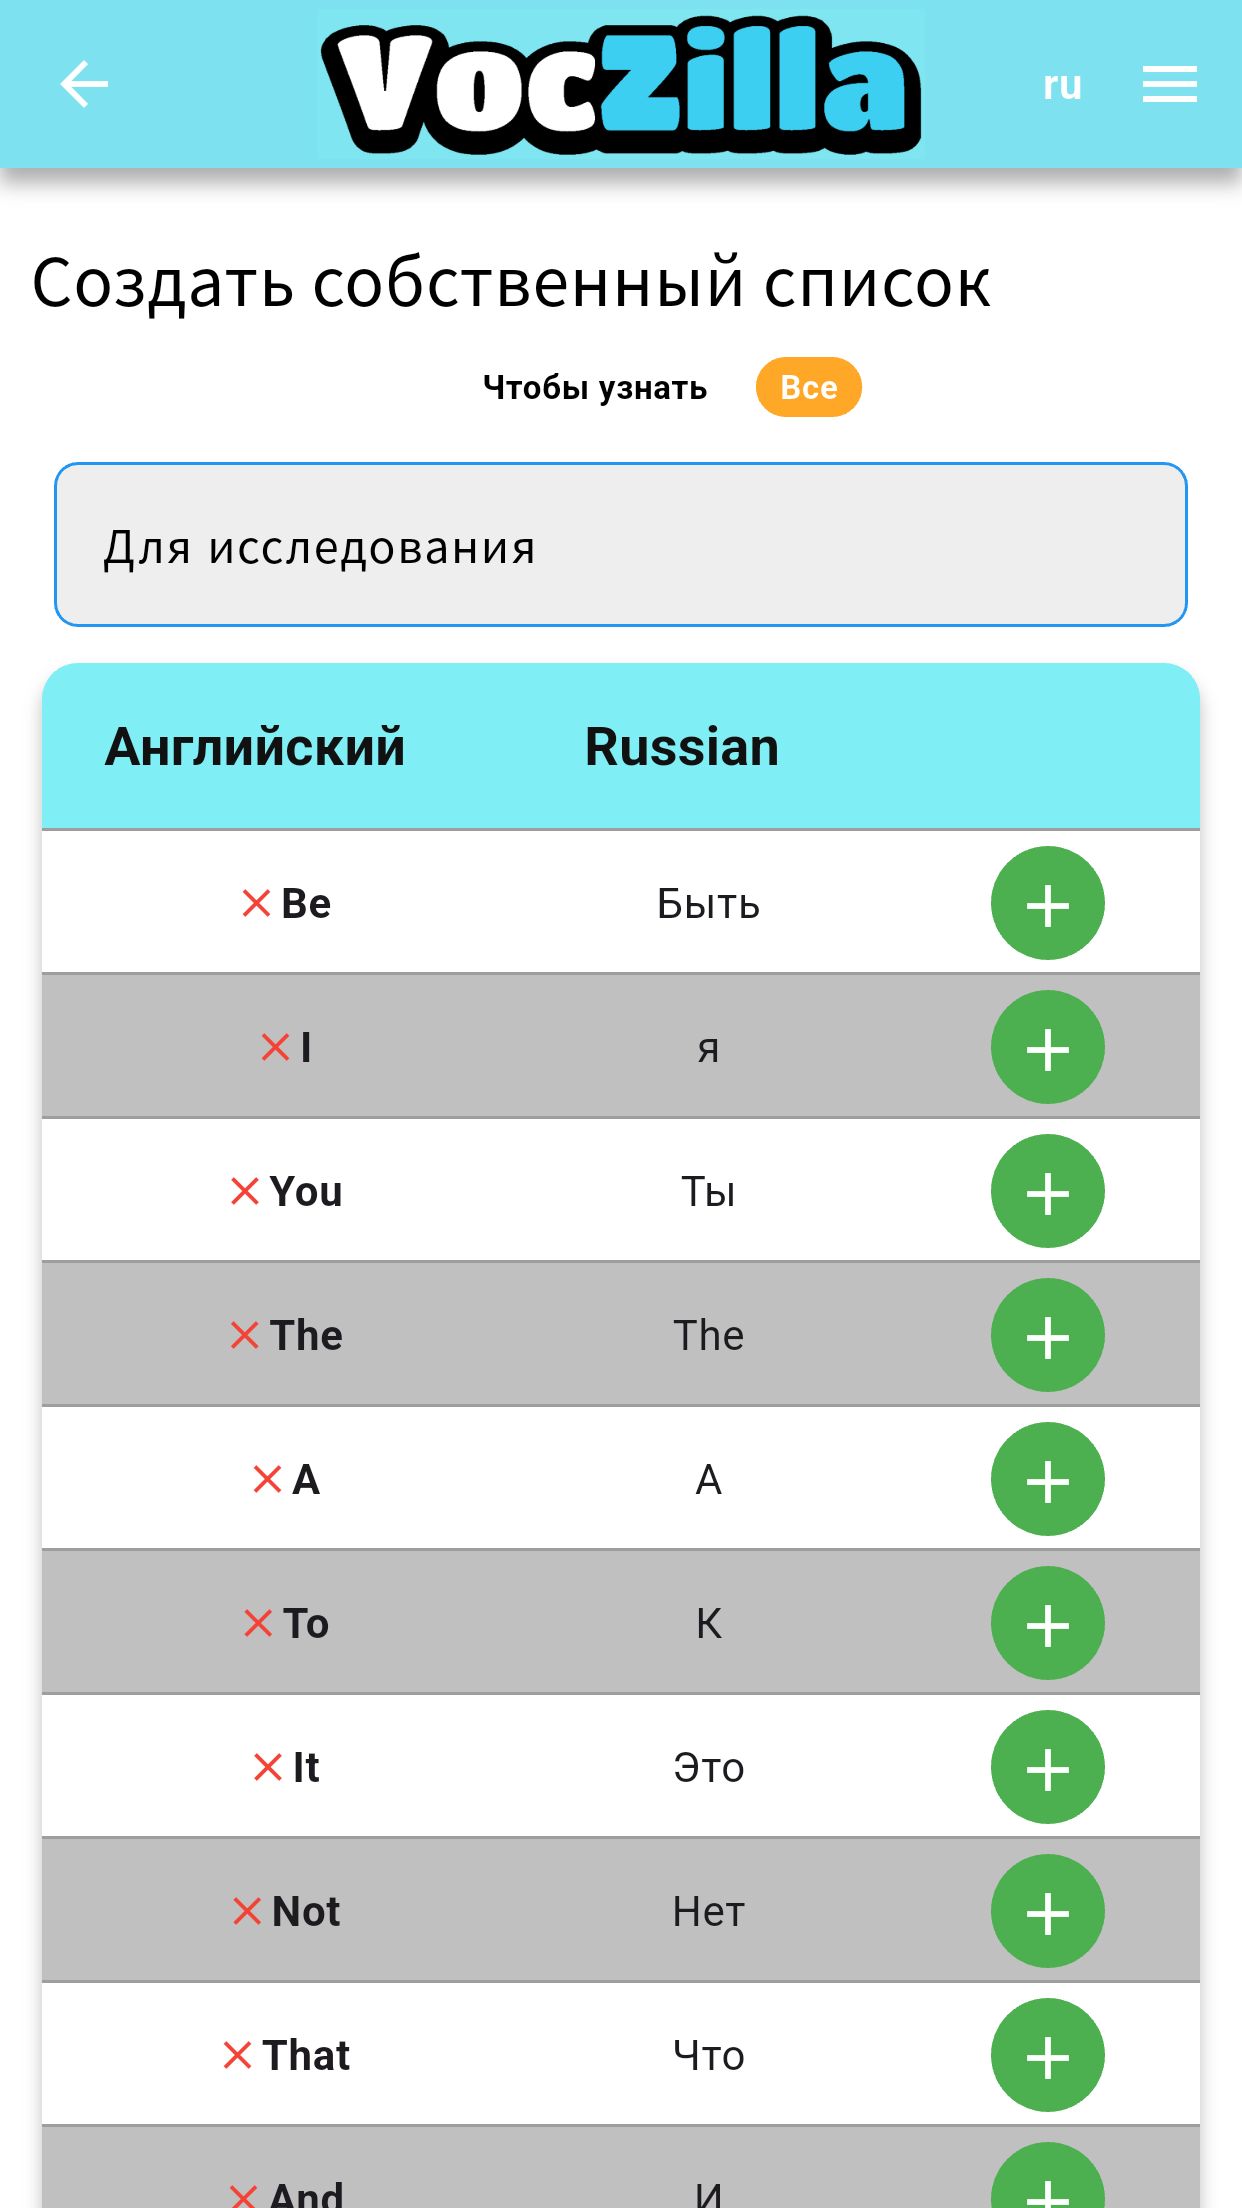 VocZilla
ru
Создать собственный список
Чтобы узнать Все
Для исследования
Английский Russian
Be Быть
I я
You Ты
The The
A А
To К
It Это
Not Нет
That Что
And И